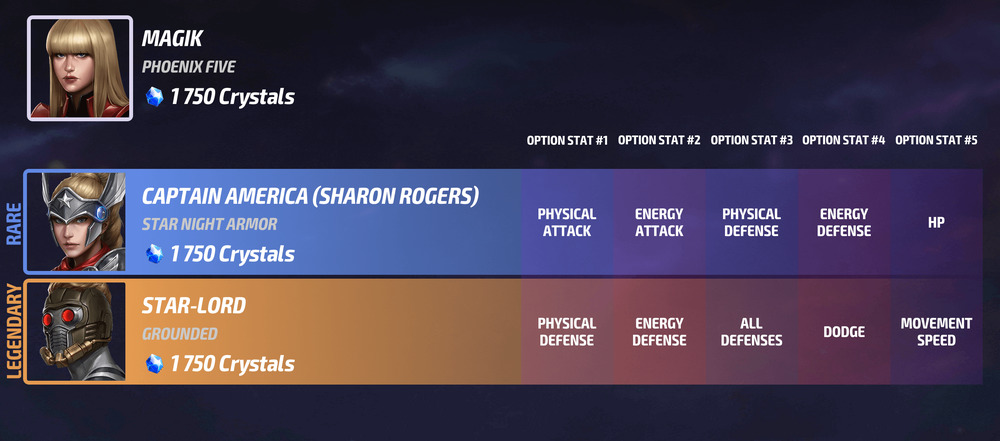 MAGIK
PHOENIX FIVE
1 750 Crystals
OPTION STAT #1 OPTION STAT #2 OPTION STAT #3 OPTION STAT #4 OPTION STAT #5
RARE
CAPTAIN AMERICA (SHARON ROGERS)
STAR NIGHT ARMOR
1 750 Crystals
PHYSICAL
ATTACK
ENERGY
ATTACK
PHYSICAL
DEFENSE
ENERGY
DEFENSE
HP
LEGENDARY
STAR-LORD
GROUNDED
1 750 Crystals
PHYSICAL
DEFENSE
ENERGY
DEFENSE
ALL
DEFENSES
DODGE
MOVEMENT
SPEED